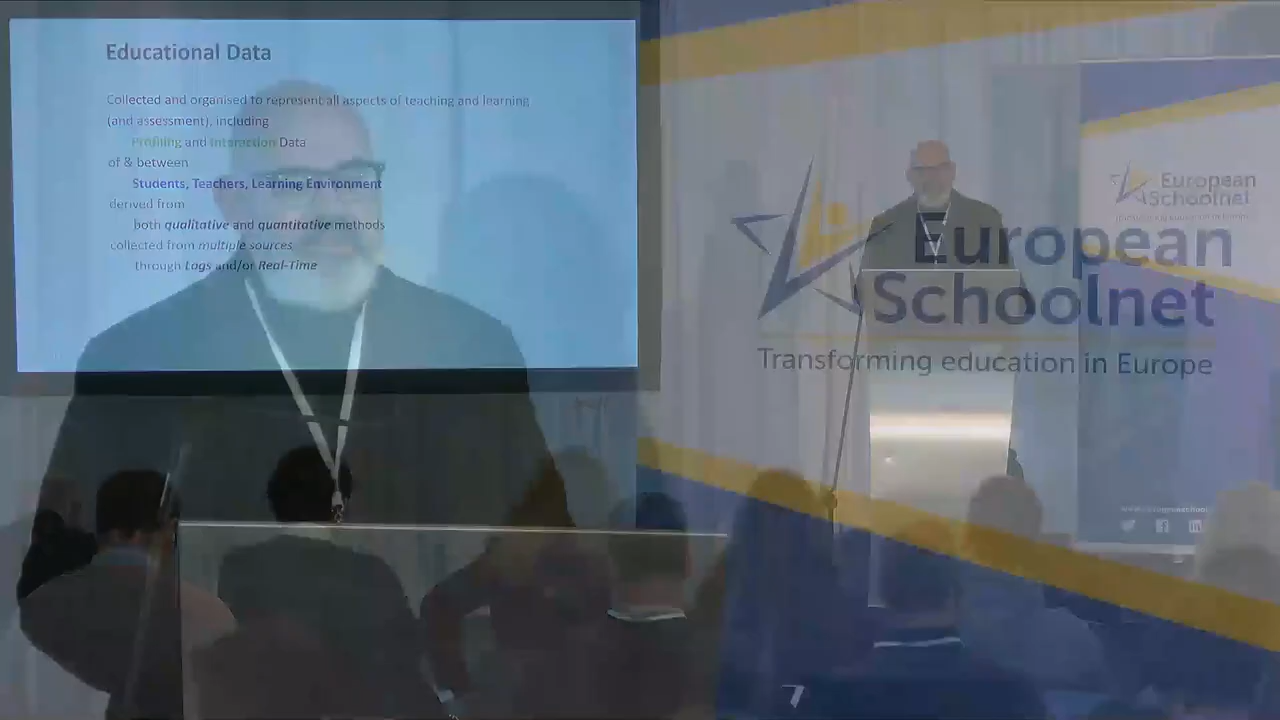 Educational Data
Collected and organised to represent all aspects of teaching and learning
(and assessment), including
Profiling and Interaction Data
of & between
Students, Teachers, Learning Environment
derived from
both qualitative and quantitative methods
collected from multiple sources
through Logs and/or Real-Time
European
Schoolnet
European
Schoolnet
Transforming education in Europe